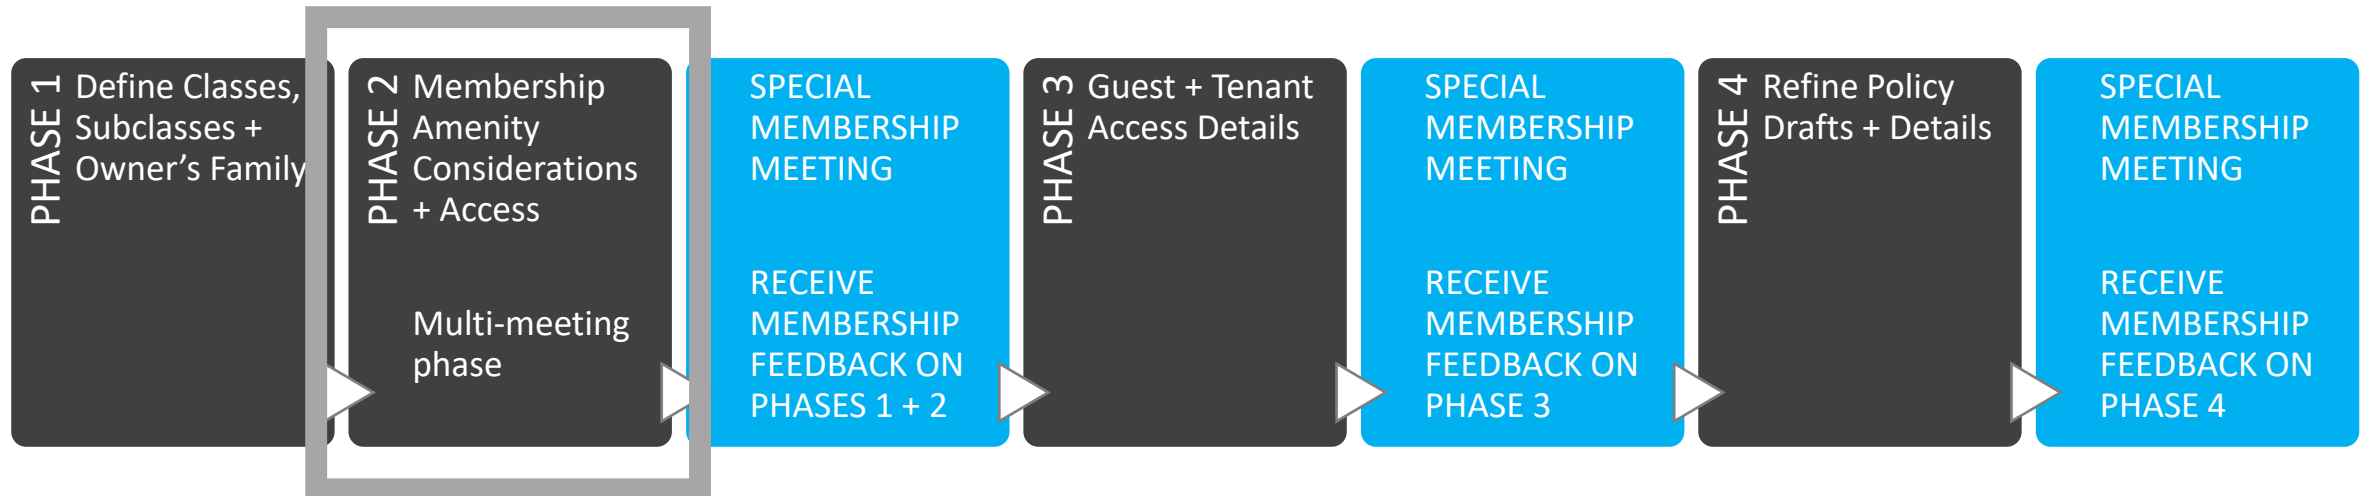 PHASE 1
Define Classes,
Subclasses +
Owner's Family
PHASE 2
Membership
Amenity
Considerations
+ Access
Multi-meeting
phase
SPECIAL
MEMBERSHIP
MEETING
RECEIVE
MEMBERSHIP
FEEDBACK ON
PHASES 1 + 2
PHASE 3
Guest + Tenant
Access Details
SPECIAL
MEMBERSHIP
MEETING
RECEIVE
MEMBERSHIP
FEEDBACK ON
PHASE 3
PHASE 4
Refine Policy
Drafts + Details
SPECIAL
MEMBERSHIP
MEETING
RECEIVE
MEMBERSHIP
FEEDBACK ON
PHASE 4